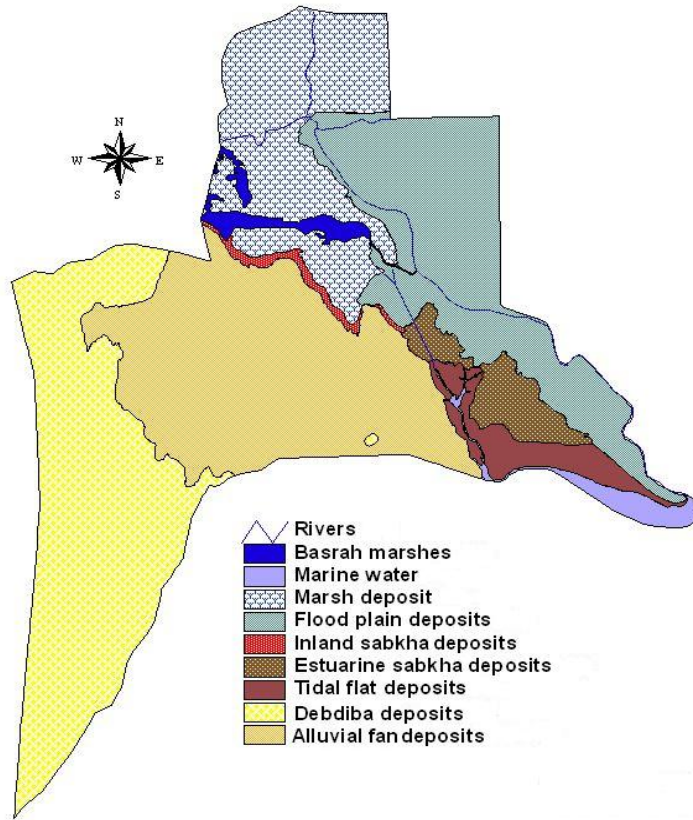 N
W E
S
Rivers
Basrah marshes
Marine water
Marsh deposit
Flood plain deposits
Inland sabkha deposits
Estuarine sabkha deposits
Tidal flat deposits
Debdiba deposits
Alluvial fan deposits